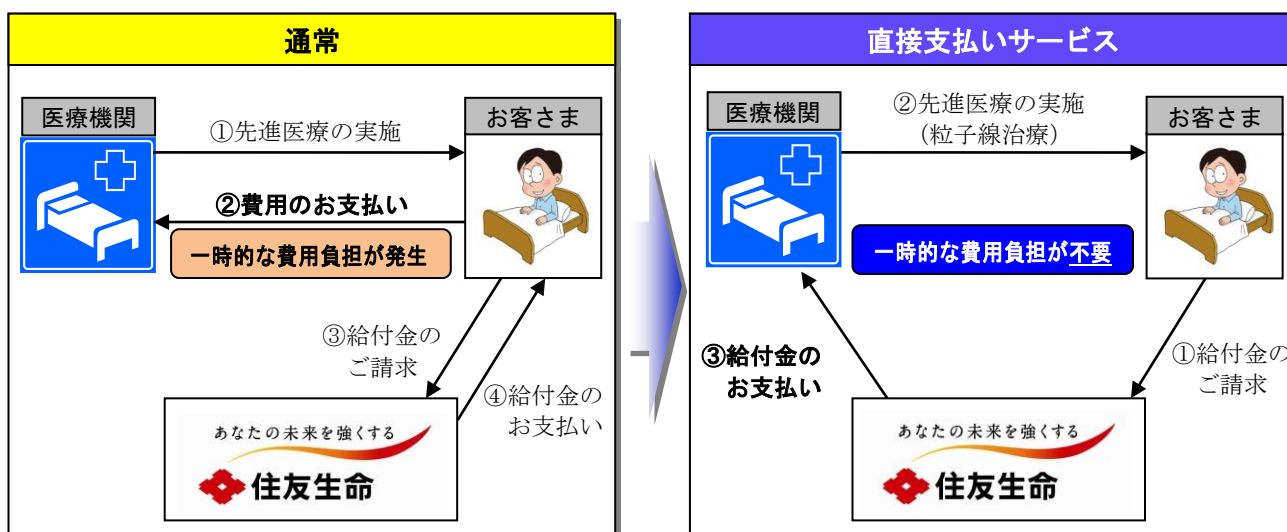 通常
医療機関
お客さま
①先進医療の実施
②費用のお支払い
一時的な費用負担が発生
③給付金の
ご請求
④給付金の
お支払い
あなたの未来を強くする
住友生命
直接支払いサービス
医療機関
お客さま
②先進医療の実施
(粒子線治療)
一時的な費用負担が不要
③給付金の
お支払い
①給付金の
ご請求
あなたの未来を強くする
住友生命